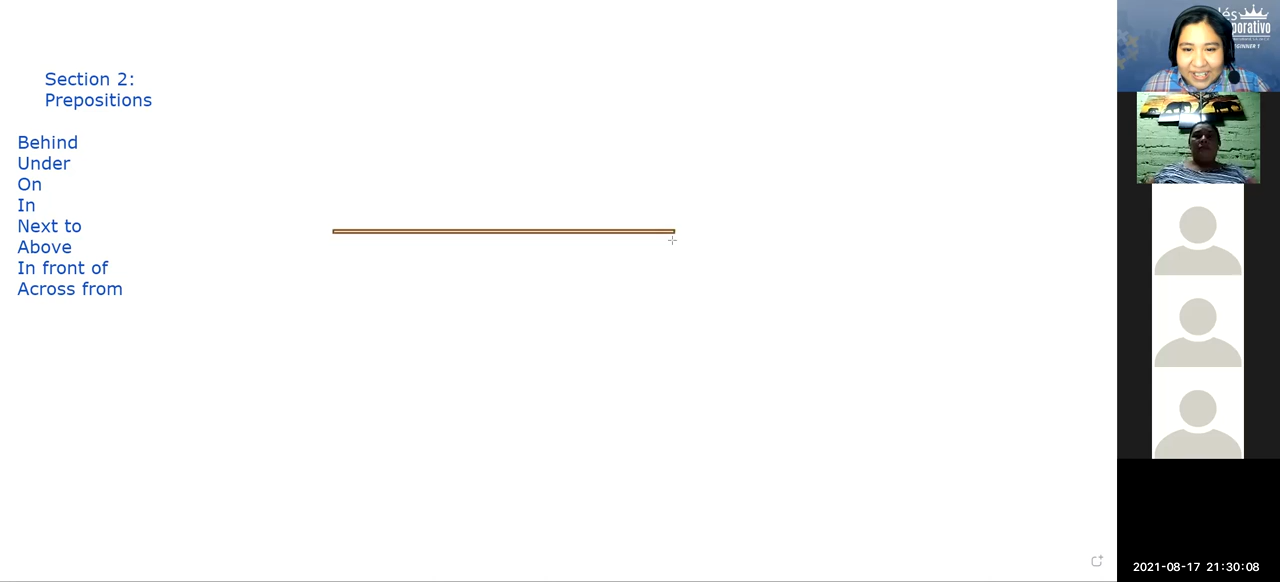 Section 2:
Prepositions
Behind
Under
On
In
Next to
Above
In front of
Across from
2021-08-17 21:30:08